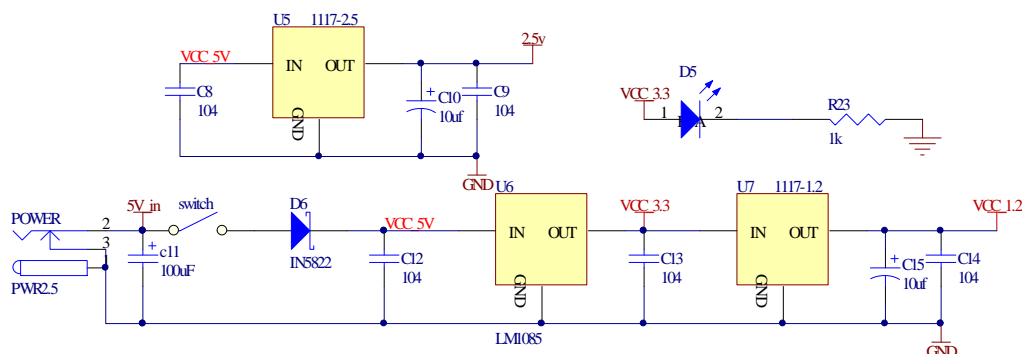 U5 1117-2.5
2.5v
VCC 5V
IN OUT
GND
C8
104
+
C10
10uf
C9
104
GND
D5
VCC 3.3
1 2
R23
1k
POWER
2
3
1
PWR2.5
5V_in
+
c11
100uF
switch
D6
IN5822
VCC 5V
C12
104
U6
IN OUT
GND
LM1085
VCC 3.3
C13
104
U7 1117-1.2
IN OUT
GND
VCC 1.2
+
C15
10uf
C14
104
GND